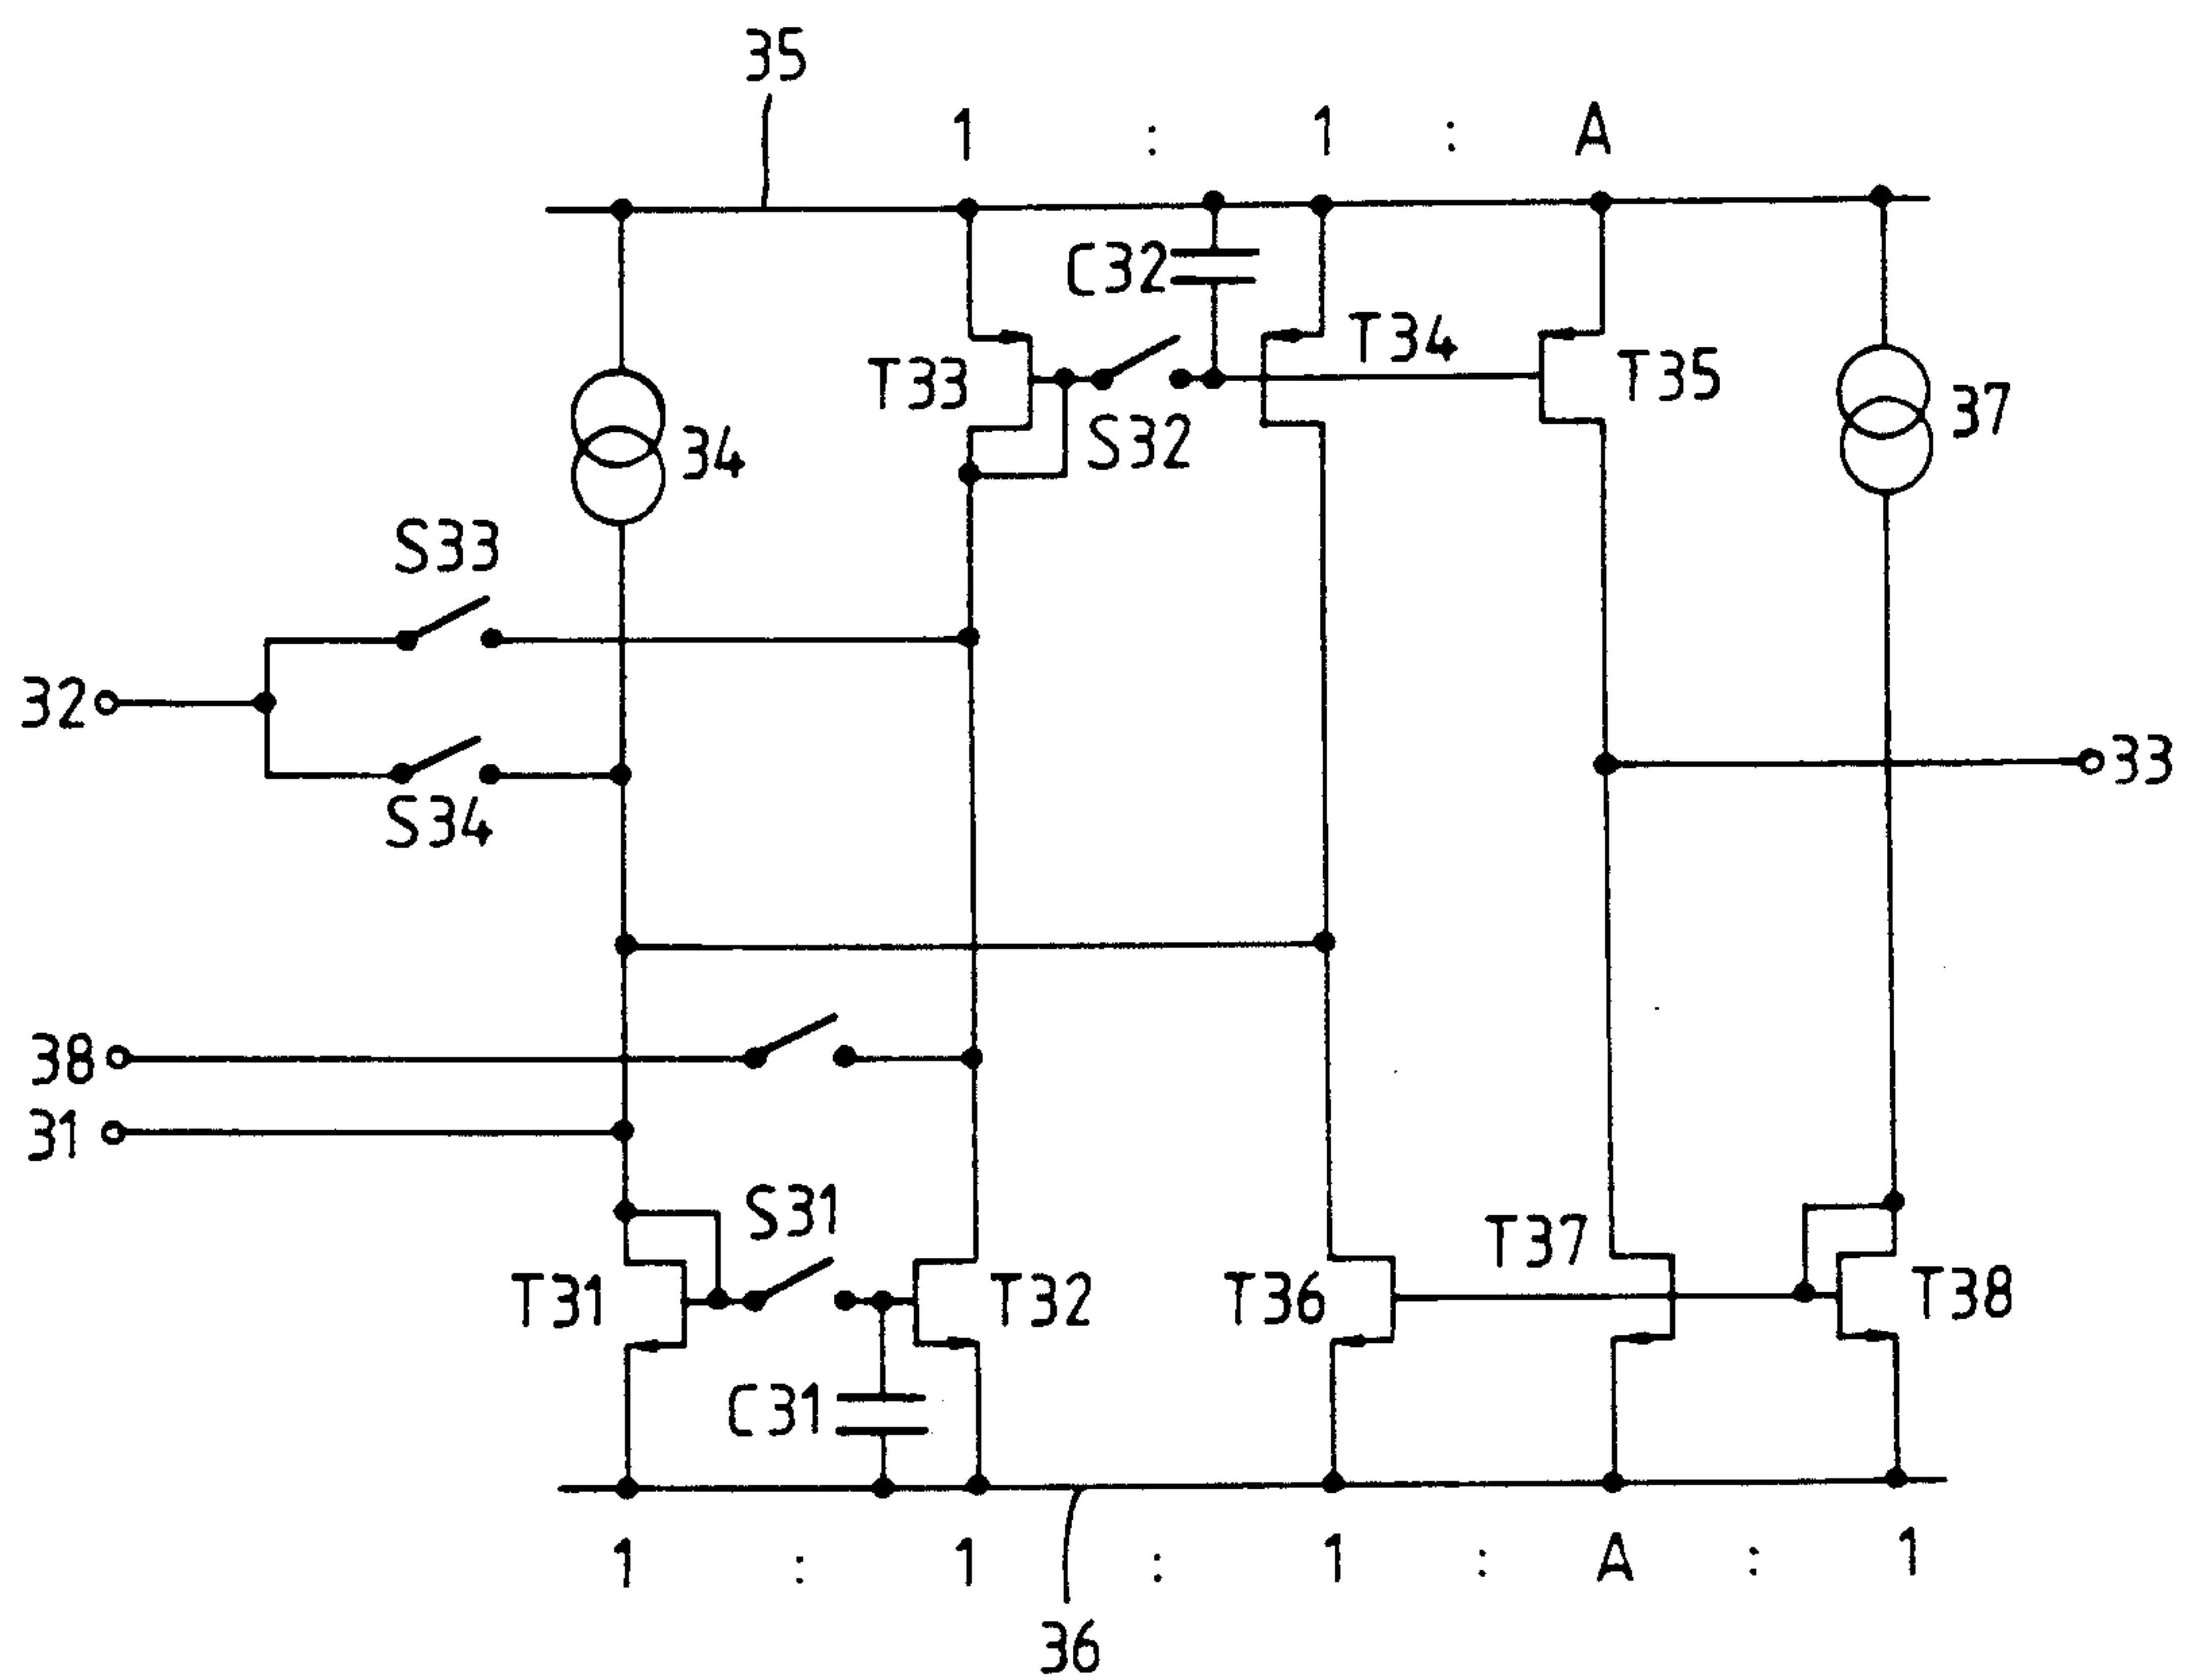 35
1 : 1 : A
C32
T34
T33
T35
S32
37
34
S33
32
33
S34
38
31
S31
T37
T31
T32
T36
T38
C31
1 : 1 : 1 : A : 1
36